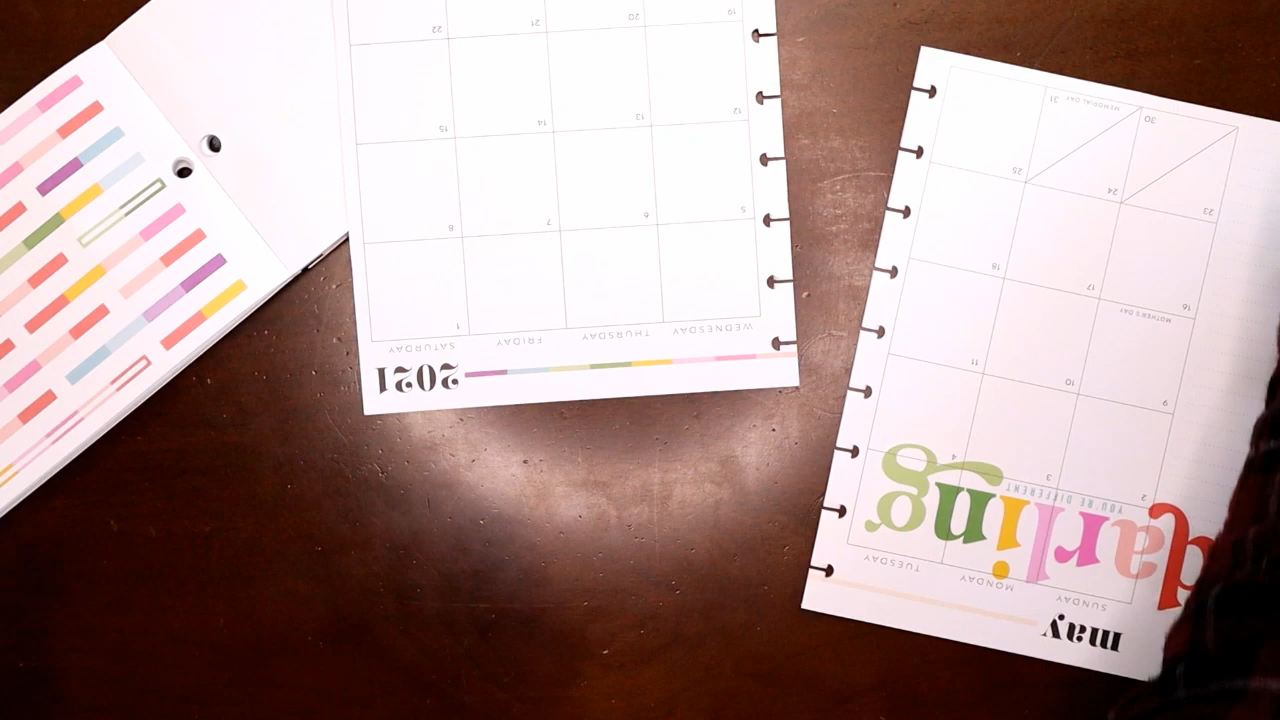 may
SUNDAY MONDAY TUESDAY
darling
YOU'RE DIFFERENT
2 3 4
9 10 11
MOTHER'S DAY
16 17 18
23 24 25
30 31
MEMORIAL DAY
2021
WEDNESDAY THURSDAY FRIDAY SATURDAY
1
5 6 7 8
12 13 14 15
19 20 21 22